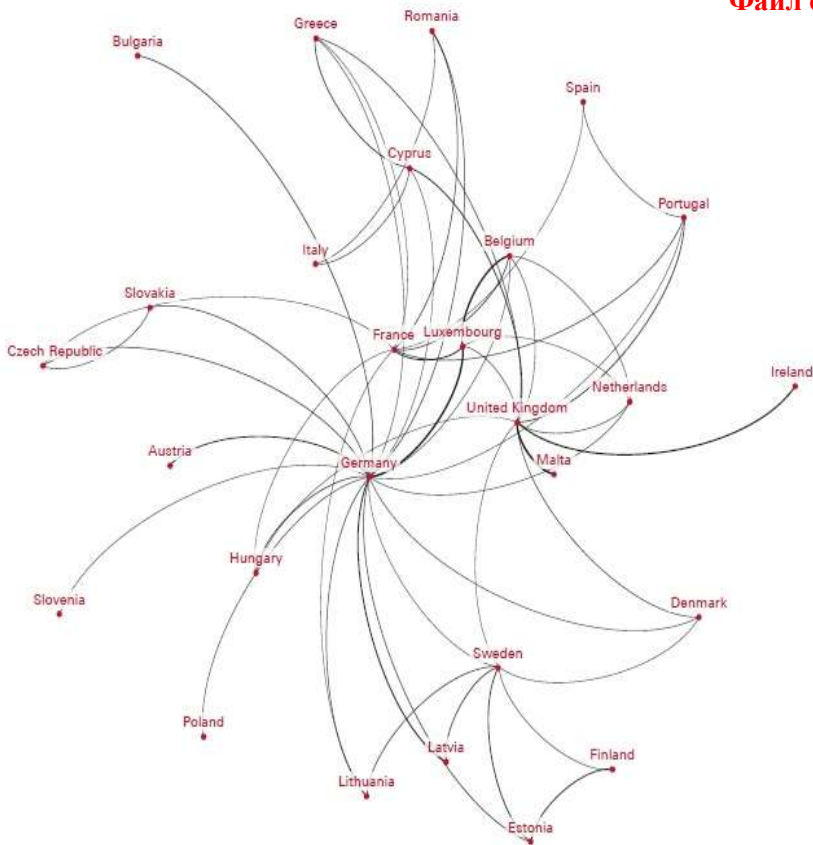 Файл
Greece
Romania
Bulgaria
Spain
Cyprus
Portugal
Belgium
Italy
Slovakia
France
Luxembourg
Czech Republic
Ireland
Netherlands
United Kingdom
Austria
Germany
Malta
Hungary
Slovenia
Denmark
Sweden
Poland
Latvia
Finland
Lithuania
Estonia